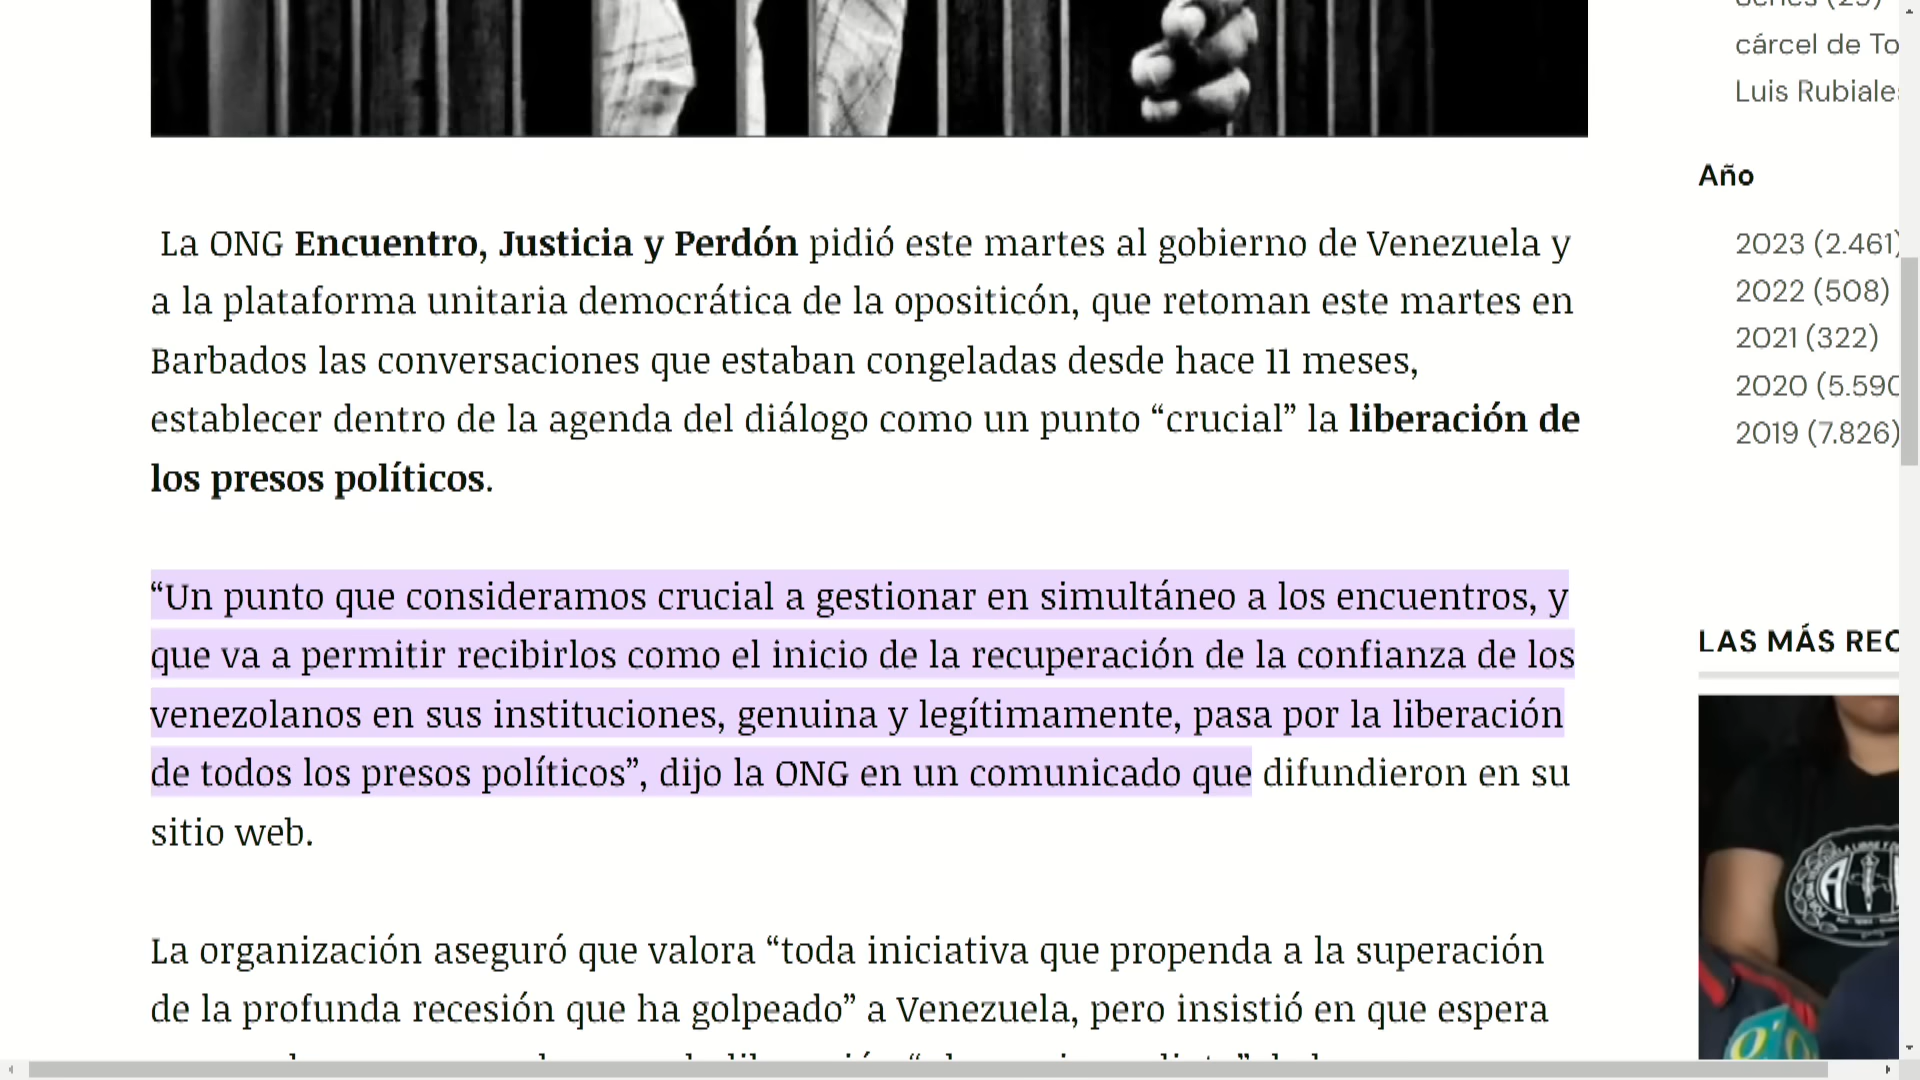 La ONG Encuentro, Justicia y Perdón pidió este martes al gobierno de Venezuela y
a la plataforma unitaria democrática de la opositicón, que retoman este martes en
Barbados las conversaciones que estaban congeladas desde hace 11 meses,
establecer dentro de la agenda del diálogo como un punto “crucial” la liberación de
los presos políticos.
“Un punto que consideramos crucial a gestionar en simultáneo a los encuentros, y
que va a permitir recibirlos como el inicio de la recuperación de la confianza de los
venezolanos en sus instituciones, genuina y legítimamente, pasa por la liberación
de todos los presos políticos”, dijo la ONG en un comunicado que difundieron en su
sitio web.
La organización aseguró que valora “toda iniciativa que propenda a la superación
de la profunda recesión que ha golpeado” a Venezuela, pero insistió en que espera
cárcel de To
Luis Rubiale
Año
2023 (2.461)
2022 (508)
2021 (322)
2020 (5.590
2019 (7.826)
LAS MÁS REC